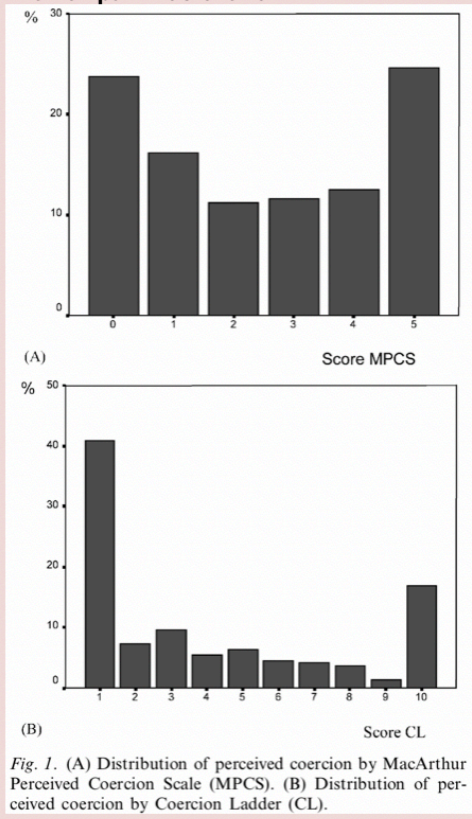 % 30
20
10
0
0 1 2 3 4 5
(A) Score MPCS
% 50
40
30
20
10
0
1 2 3 4 5 6 7 8 9 10
(B) Score CL
Fig. 1. (A) Distribution of perceived coercion by MacArthur
Perceived Coercion Scale (MPCS). (B) Distribution of per-
ceived coercion by Coercion Ladder (CL).